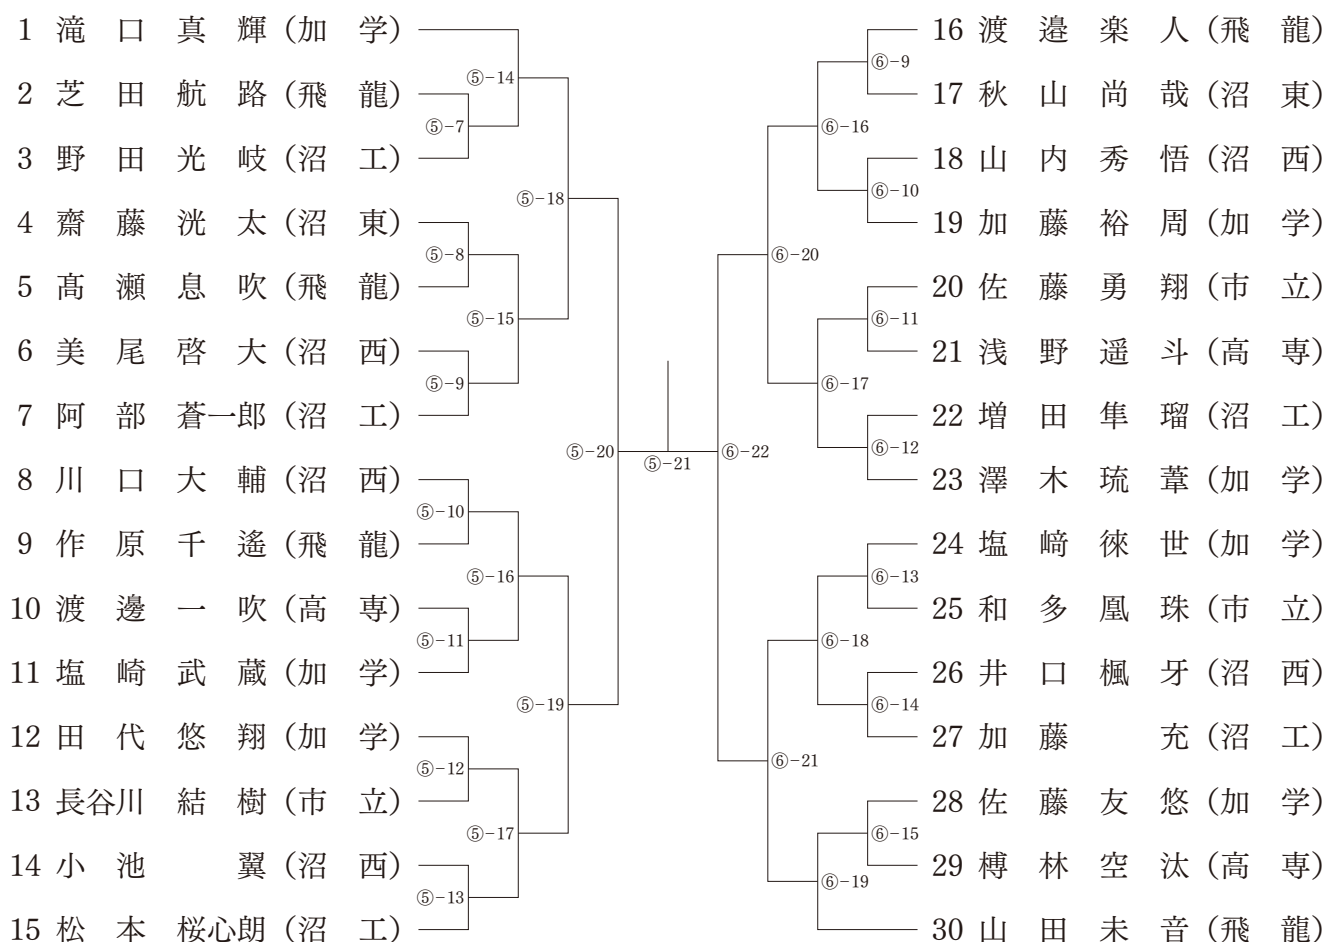 1 滝口真輝（加学）
2 芝田航路（飛龍）
3 野田光岐（沼工）
4 齋藤洸太（沼東）
5 髙瀬息吹（飛龍）
6 美尾啓大（沼西）
7 阿部蒼一郎（沼工）
8 川口大輔（沼西）
9 作原千遙（飛龍）
10 渡邊一吹（高専）
11 塩崎武蔵（加学）
12 田代悠翔（加学）
13 長谷川結樹（市立）
14 小池翼（沼西）
15 松本桜心朗（沼工）
⑤-7
⑤-8
⑤-9
⑤-10
⑤-11
⑤-12
⑤-13
⑤-14
⑤-15
⑤-16
⑤-17
⑤-18
⑤-19
⑤-20
⑤-21
⑥-22
⑥-20
⑥-21
⑥-16
⑥-17
⑥-18
⑥-19
⑥-9
⑥-10
⑥-11
⑥-12
⑥-13
⑥-14
⑥-15
16 渡邉楽人（飛龍）
17 秋山尚哉（沼東）
18 山内秀悟（沼西）
19 加藤裕周（加学）
20 佐藤勇翔（市立）
21 浅野遥斗（高専）
22 増田隼瑠（沼工）
23 澤木琉葦（加学）
24 塩﨑徠世（加学）
25 和多凰珠（市立）
26 井口楓牙（沼西）
27 加藤充（沼工）
28 佐藤友悠（加学）
29 榑林空汰（高専）
30 山田未音（飛龍）